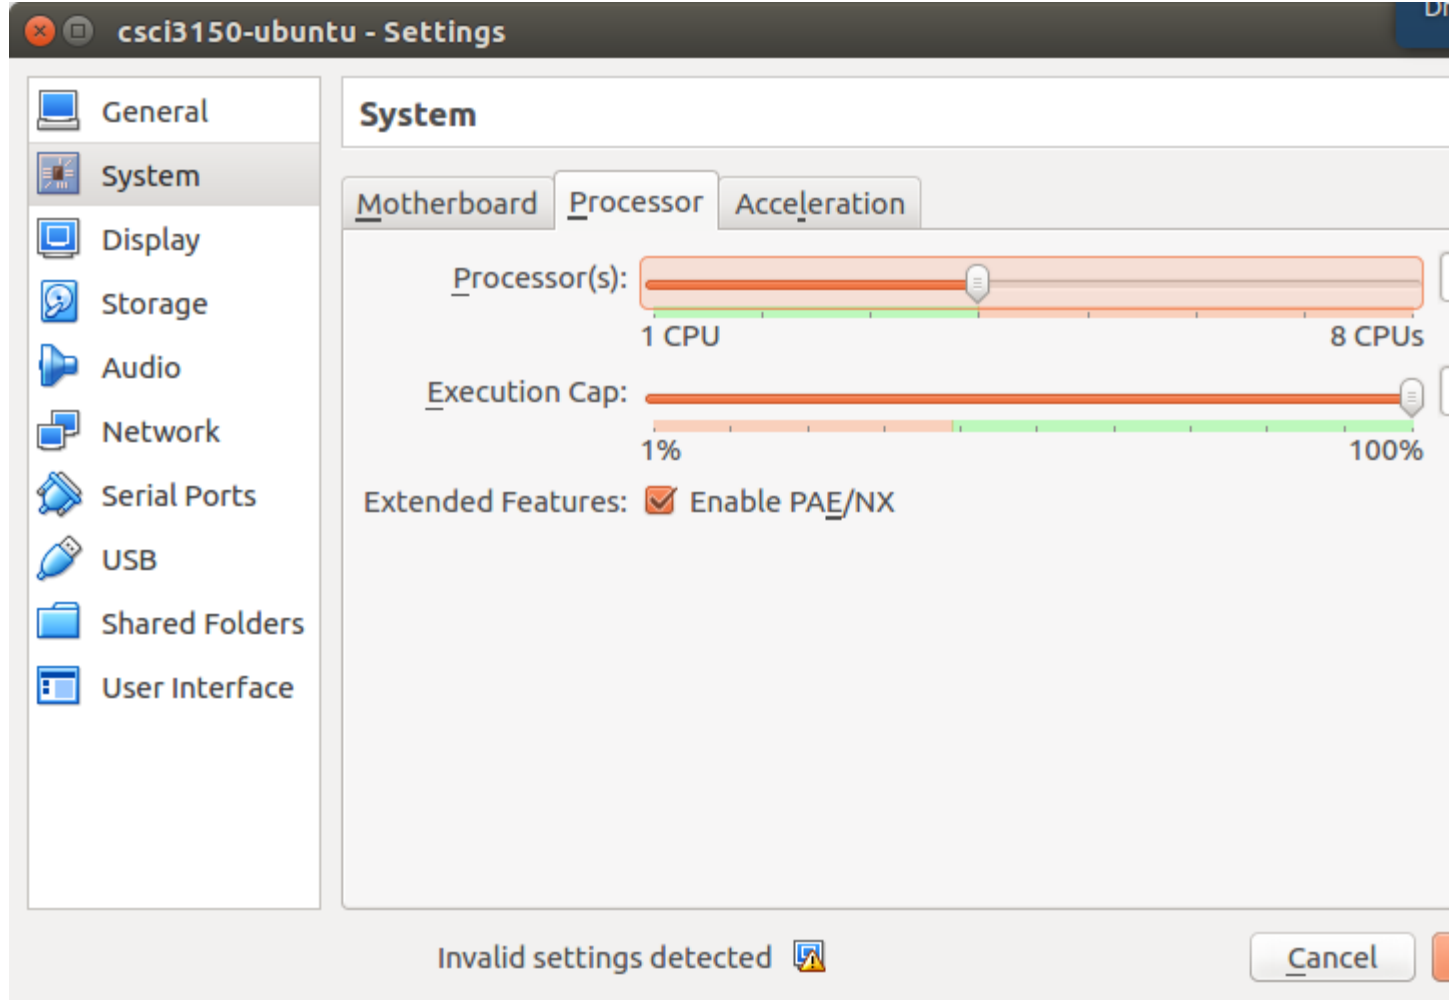 csci3150-ubuntu - Settings
General
System
Display
Storage
Audio
Network
Serial Ports
USB
Shared Folders
User Interface
System
Motherboard Processor Acceleration
Processor(s):
1 CPU 8 CPUs
Execution Cap:
1% 100%
Extended Features: Enable PAE/NX
Invalid settings detected
Cancel